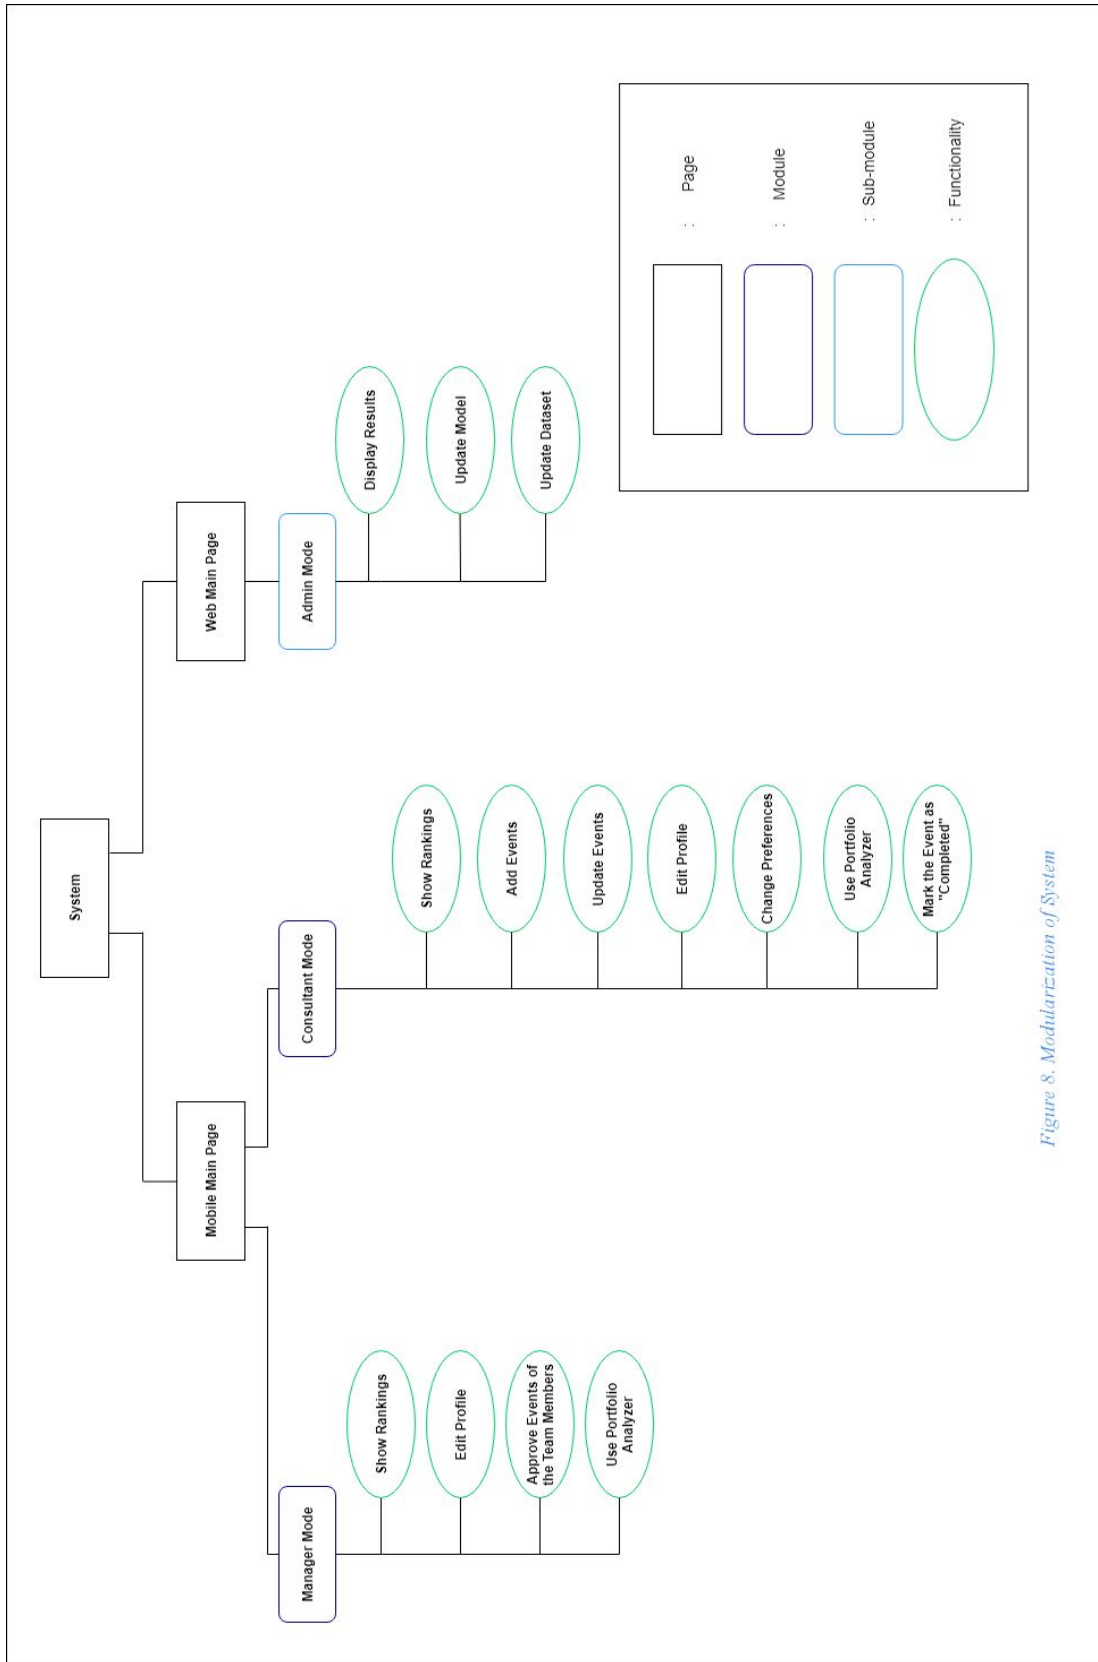 System
Mobile Main Page
Web Main Page
Manager Mode
Consultant Mode
Admin Mode
Show Rankings
Edit Profile
Approve Events of
the Team Members
Use Portfolio
Analyzer
Show Rankings
Add Events
Update Events
Edit Profile
Change Preferences
Use Portfolio
Analyzer
Mark the Event as
"Completed"
Display Results
Update Model
Update Dataset
: Page
: Module
: Sub-module
: Functionality
Figure 8. Modularization of System